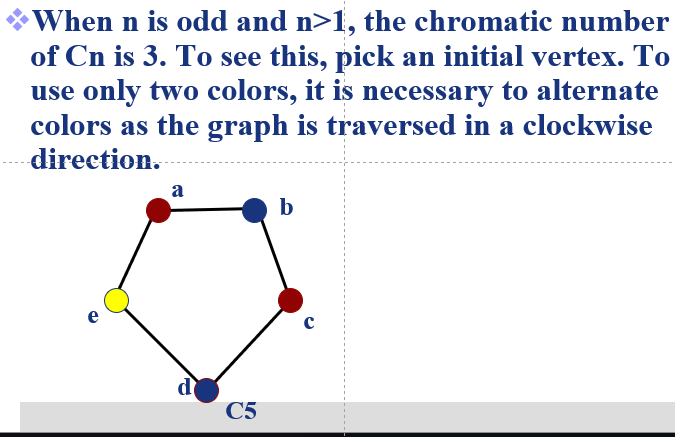 When n is odd and n>1, the chromatic number
of Cn is 3. To see this, pick an initial vertex. To
use only two colors, it is necessary to alternate
colors as the graph is traversed in a clockwise
direction.
a
b
e
c
d
C5